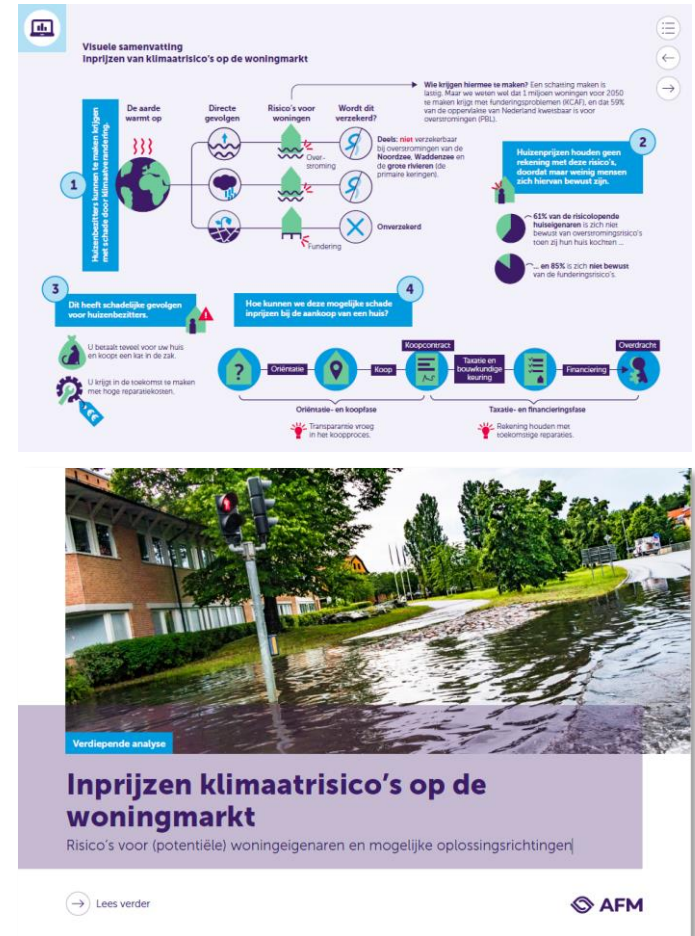 Visuele samenvatting
Inprijzen van klimaatrisico's op de woningmarkt
1
Huizenbezitters kunnen te maken krijgen
met schade door klimaatverandering.
De aarde
warmt op
Directe
gevolgen
Risico's voor
woningen
Wordt dit
verzekerd?
Over-
stroming
Fundering
Wie krijgen hiermee te maken? Een schatting maken is
lastig. Maar we weten wel dat 1 miljoen woningen voor 2050
te maken krijgt met funderingsproblemen (KCAF), en dat 59%
van de oppervlakte van Nederland kwetsbaar is voor
overstromingen (PBL).
Deels: niet verzekerbaar
bij overstromingen van de
Noordzee, Waddenzee en
de grote rivieren (de
primaire keringen).
Onverzekerd
2
Huizenprijzen houden geen
rekening met deze risico's,
doordat maar weinig mensen
zich hiervan bewust zijn.
61% van de risicolopende
huiseigenaren is zich niet
bewust van overstromingsrisico's
toen zij hun huis kochten ...
... en 85% is zich niet bewust
van de funderingsrisico's.
3
Dit heeft schadelijke gevolgen
voor huizenbezitters.
U betaalt teveel voor uw huis
en koopt een kat in de zak.
U krijgt in de toekomst te maken
met hoge reparatiekosten.
4
Hoe kunnen we deze mogelijke schade
inprijzen bij de aankoop van een huis?
?
Oriëntatie
Koop
Koopcontract
Taxatie en
bouwkundige
keuring
Financiering
Overdracht
Oriëntatie- en koopfase
Transparantie vroeg
in het koopproces.
Taxatie- en financieringsfase
Rekening houden met
toekomstige reparaties.
Verdiepende analyse
Inprijzen klimaatrisico's op de
woningmarkt
Risico's voor (potentiële) woningeigenaren en mogelijke oplossingsrichtingen
Lees verder
AFM